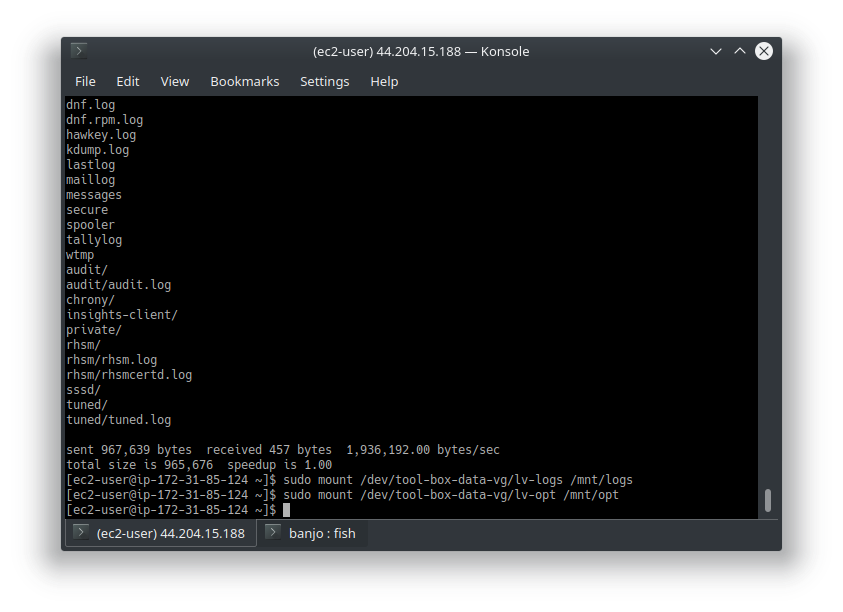 (ec2-user) 44.204.15.188 — Konsole
File Edit View Bookmarks Settings Help
dnf.log
dnf.rpm.log
hawkey.log
kdump.log
lastlog
maillog
messages
secure
spooler
tallylog
wtmp
audit/
audit/audit.log
chrony/
insights-client/
private/
rhsm/
rhsm/rhsm.log
rhsm/rhsmcertd.log
sssd/
tuned/
tuned/tuned.log
sent 967,639 bytes  received 457 bytes  1,936,192.00 bytes/sec
total size is 965,676  speedup is 1.00
[ec2-user@ip-172-31-85-124 ~]$ sudo mount /dev/tool-box-data-vg/lv-logs /mnt/logs
[ec2-user@ip-172-31-85-124 ~]$ sudo mount /dev/tool-box-data-vg/lv-opt /mnt/opt
[ec2-user@ip-172-31-85-124 ~]$
(ec2-user) 44.204.15.188 banjo : fish